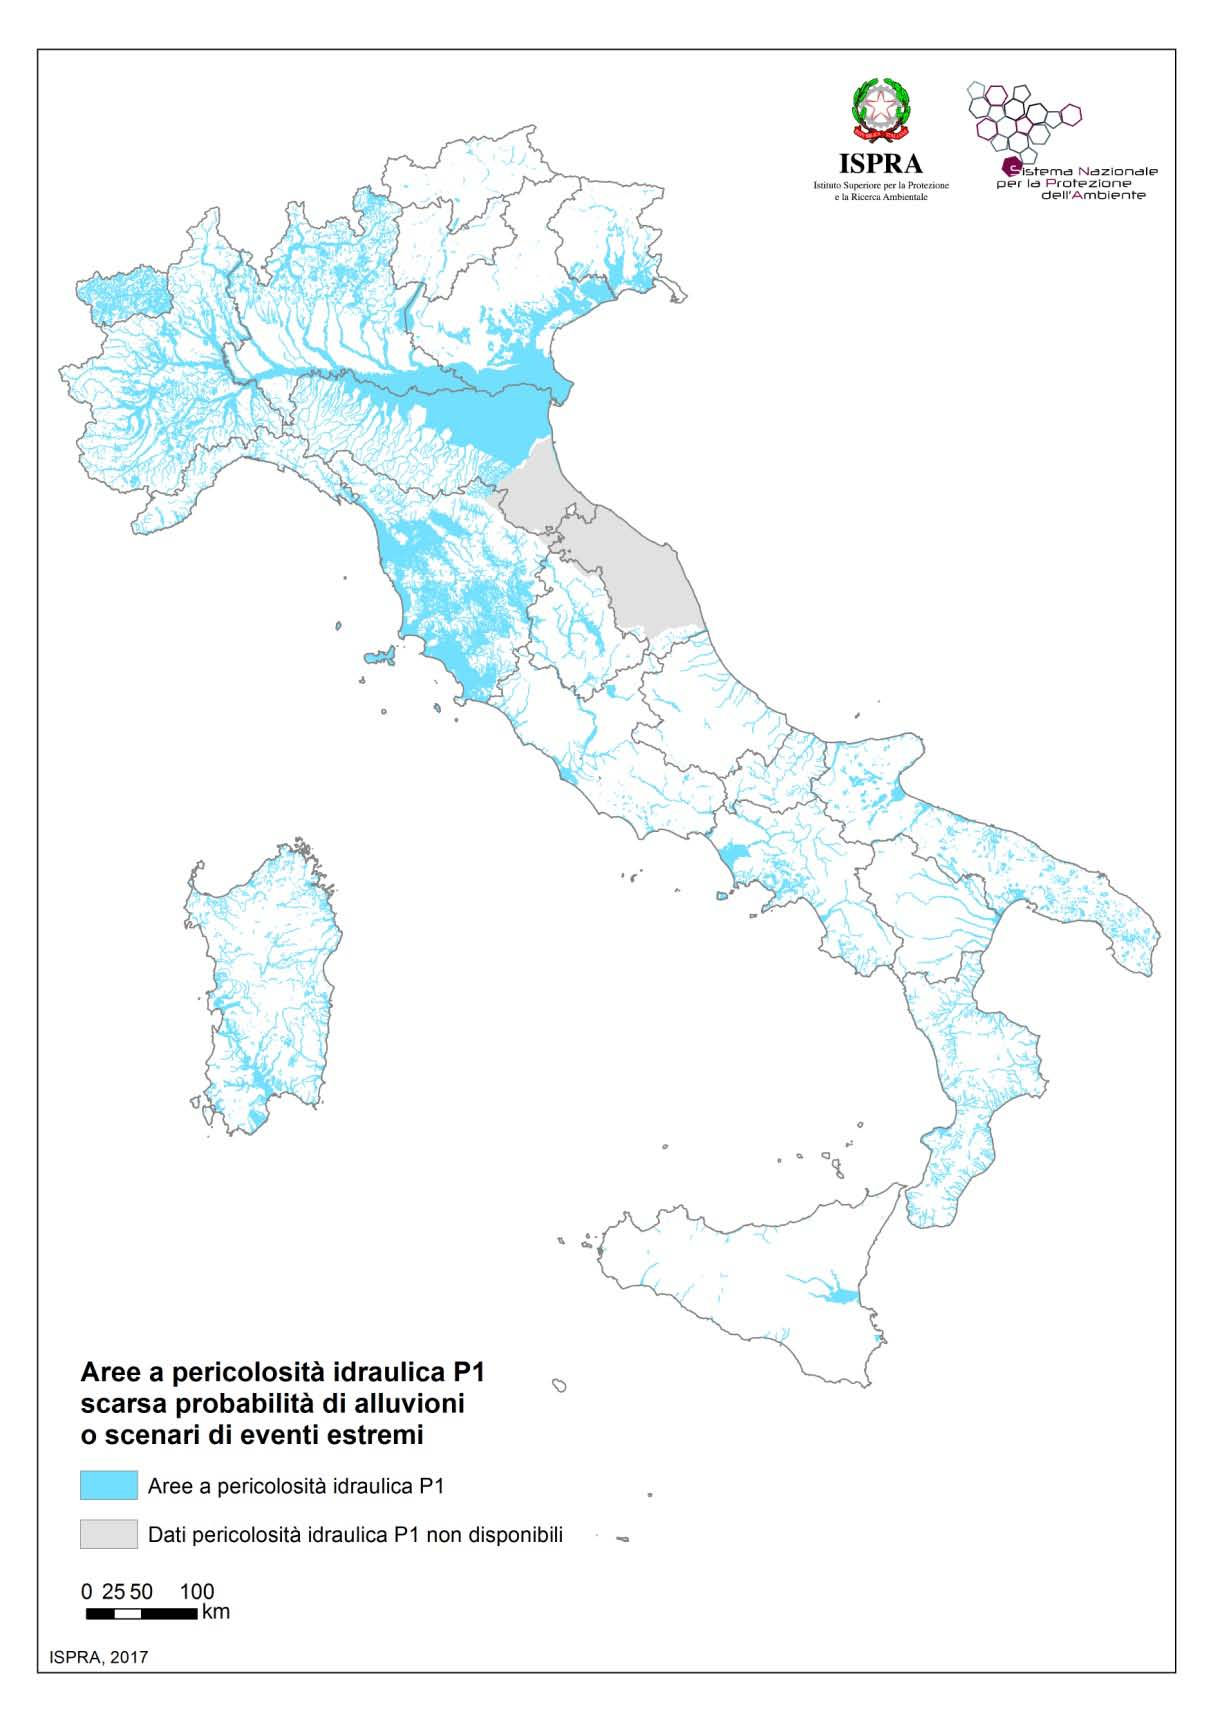 ISPRA
Istituto Superiore per la Protezione
e la Ricerca Ambientale
Sistema Nazionale
per la Protezione
dell'Ambiente
Aree a pericolosità idraulica P1
scarsa probabilità di alluvioni
o scenari di eventi estremi
Aree a pericolosità idraulica P1
Dati pericolosità idraulica P1 non disponibili
0 25 50 100
km
ISPRA, 2017